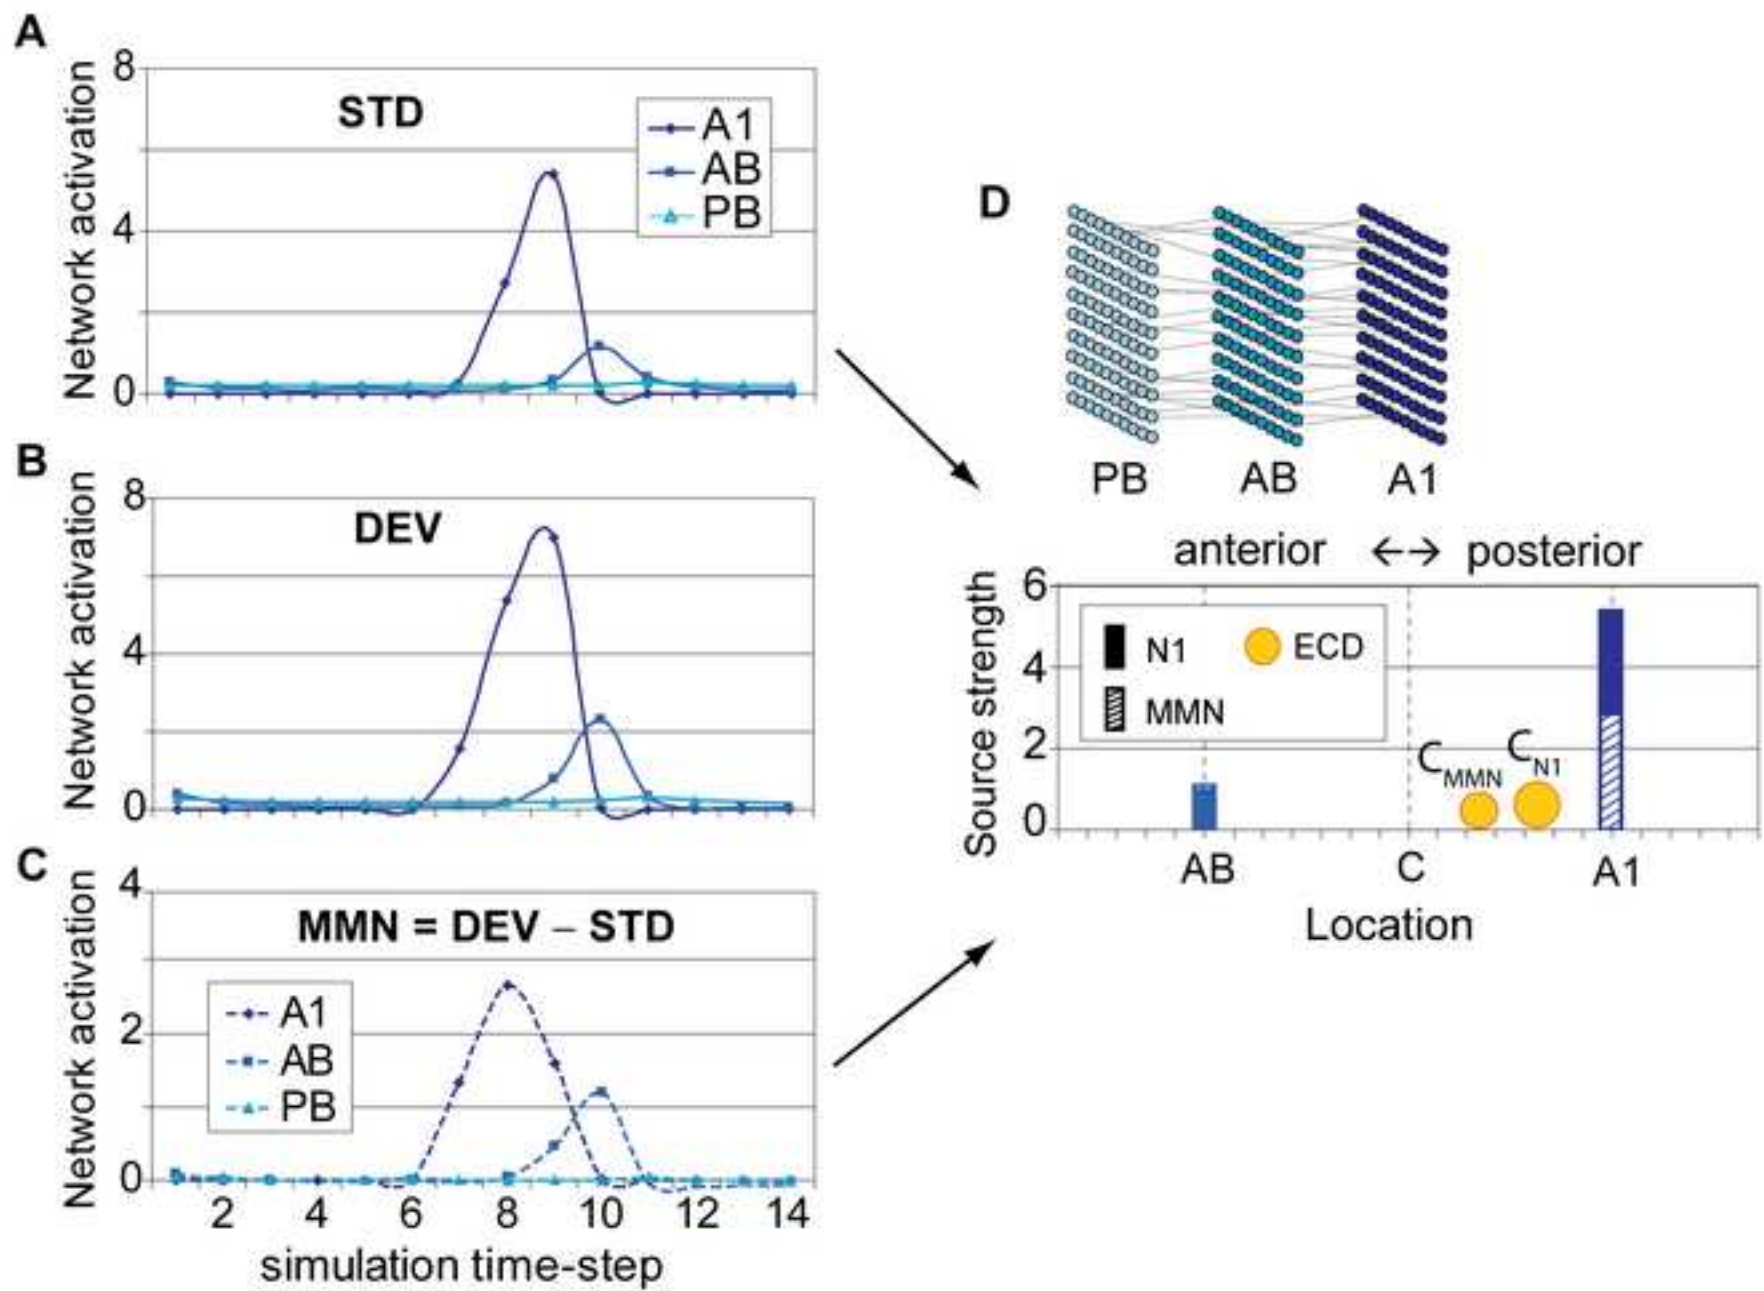 A
Network activation
8
4
0
STD
A1
AB
PB
B
Network activation
8
4
0
DEV
C
Network activation
4
2
0
MMN = DEV – STD
A1
AB
PB
2 4 6 8 10 12 14
simulation time-step
D
PB AB A1
anterior ←→ posterior
Source strength
6
4
2
0
N1 ECD
MMN
CMMN CN1
AB C A1
Location